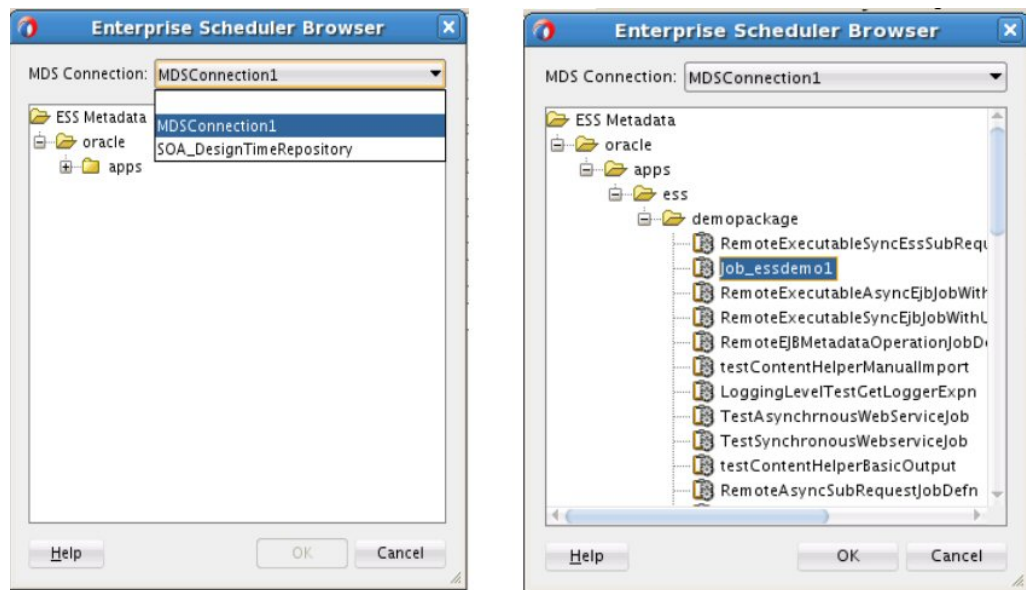 Enterprise Scheduler Browser
MDS Connection: MDSConnection1
MDSConnection1
SOA_DesignTimeRepository
ESS Metadata
oracle
apps
Help
OK
Cancel
Enterprise Scheduler Browser
MDS Connection: MDSConnection1
ESS Metadata
oracle
apps
ess
demopackage
RemoteExecutableSyncEssSubRequ
Job_essdemo1
RemoteExecutableAsyncEjbJobWith
RemoteExecutableSyncEjbJobWithU
RemoteEJBMetadataOperationJobD
testContentHelperManualImport
LoggingLevelTestGetLoggerExpn
TestAsynchrnousWebServiceJob
TestSynchronousWebserviceJob
testContentHelperBasicOutput
RemoteAsyncSubRequestJobDefn
Help
OK
Cancel